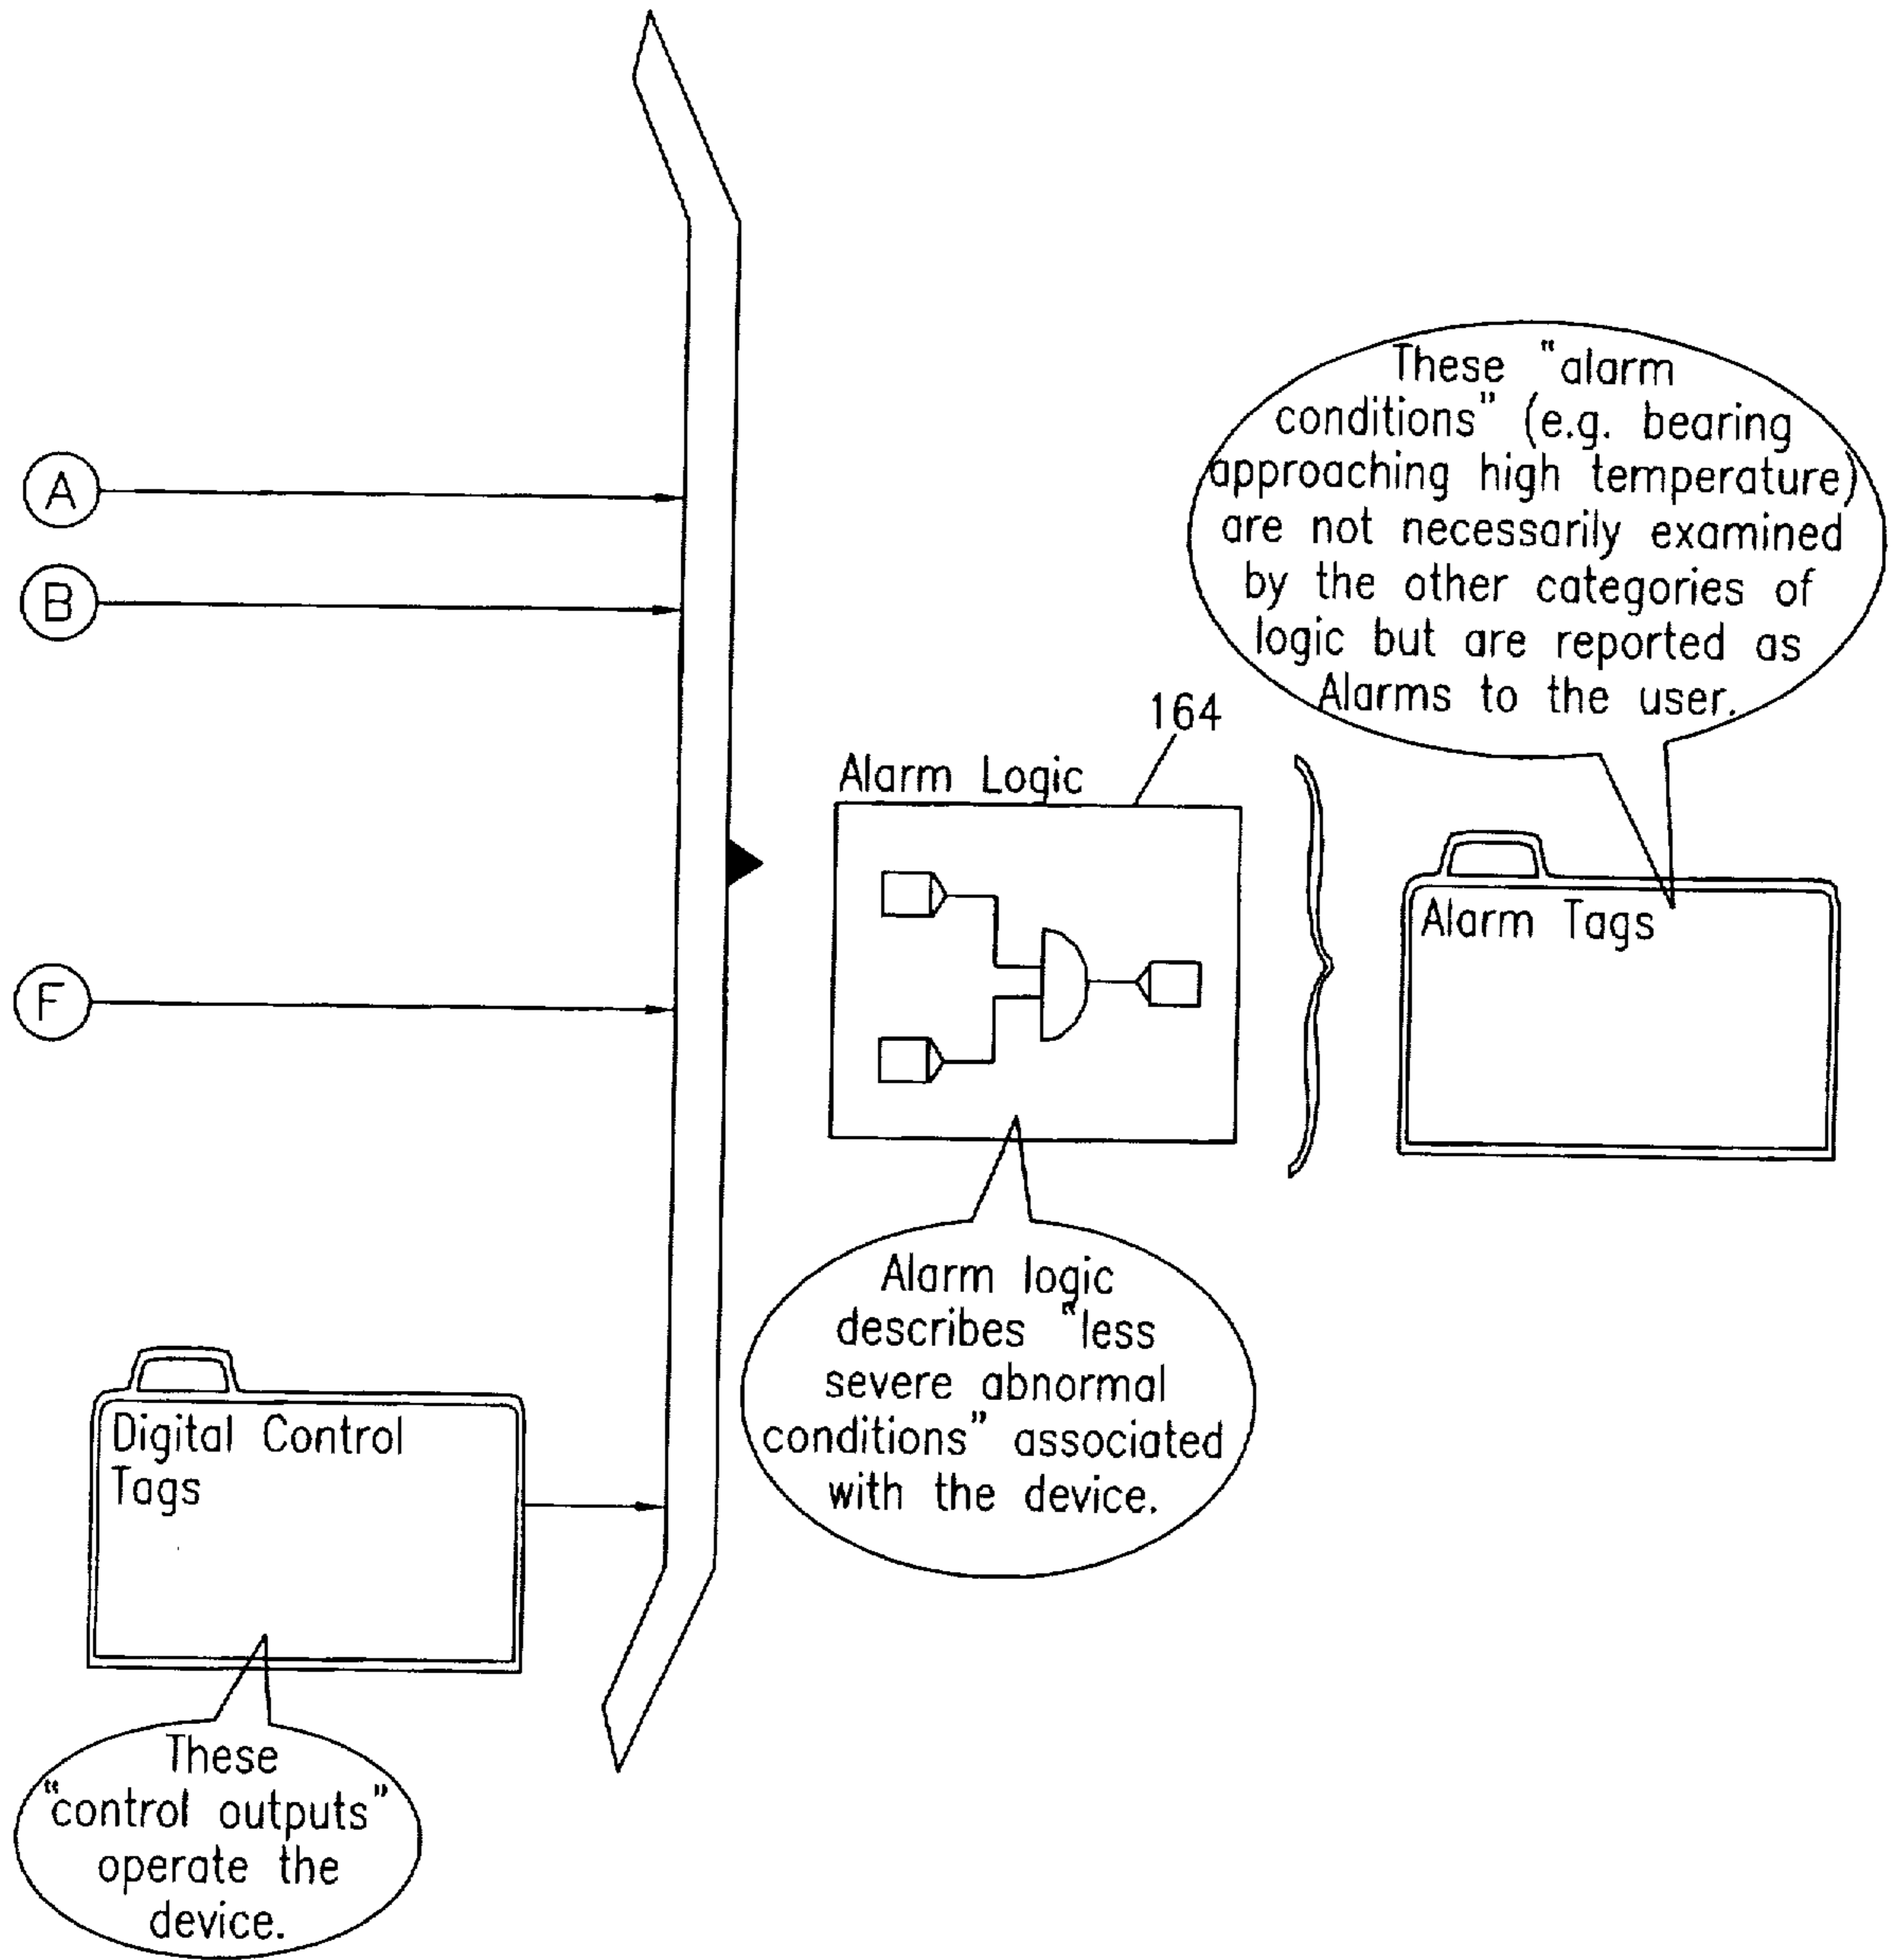 A
B
F
These "alarm
conditions" (e.g. bearing
approaching high temperature)
are not necessarily examined
by the other categories of
logic but are reported as
Alarms to the user.
164
Alarm Logic
Alarm Tags
Alarm logic
describes "less
severe abnormal
conditions" associated
with the device.
Digital Control
Tags
These
"control outputs"
operate the
device.